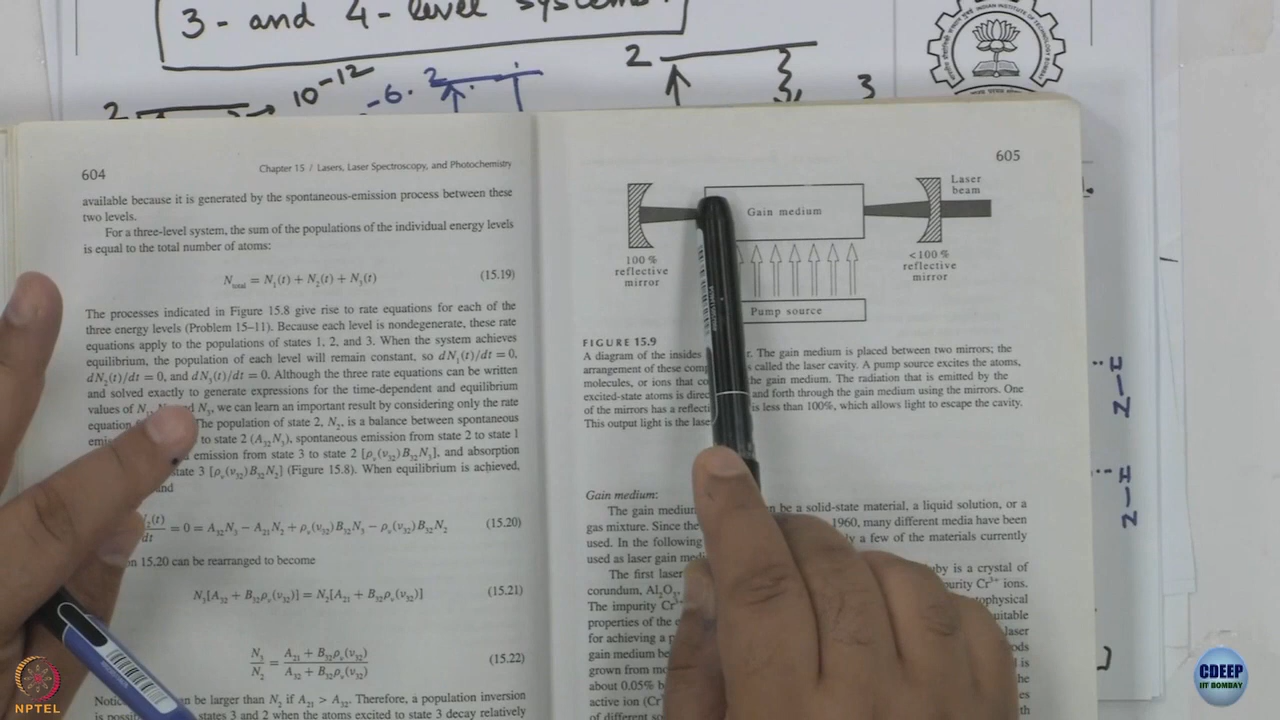 3- and 4-level systems.
2 10⁻¹² -6. 2 2 3
INDIAN INSTITUTE OF TECHNOLOGY BOMBAY
604 Chapter 15 / Lasers, Laser Spectroscopy, and Photochemistry
available because it is generated by the spontaneous-emission process between these
two levels.
For a three-level system, the sum of the populations of the individual energy levels
is equal to the total number of atoms:
N_total = N₁(t) + N₂(t) + N₃(t) (15.19)
The processes indicated in Figure 15.8 give rise to rate equations for each of the
three energy levels (Problem 15–11). Because each level is nondegenerate, these rate
equations apply to the populations of states 1, 2, and 3. When the system achieves
equilibrium, the population of each level will remain constant, so dN₁(t)/dt = 0,
dN₂(t)/dt = 0, and dN₃(t)/dt = 0. Although the three rate equations can be written
and solved exactly to generate expressions for the time-dependent and equilibrium
values of N₃, we can learn an important result by considering only the rate
equation The population of state 2, N₂, is a balance between spontaneous
to state 2 (A₃₂N₃), spontaneous emission from state 2 to state 1
emission from state 3 to state 2 [ρᵥ(ν₃₂)B₃₂N₃], and absorption
state 3 [ρᵥ(ν₃₂)B₃₂N₂] (Figure 15.8). When equilibrium is achieved,
and
(t)/dt = 0 = A₃₂N₃ − A₂₁N₂ + ρᵥ(ν₃₂)B₃₂N₃ − ρᵥ(ν₃₂)B₃₂N₂ (15.20)
15.20 can be rearranged to become
N₃[A₃₂ + B₃₂ρᵥ(ν₃₂)] = N₂[A₂₁ + B₃₂ρᵥ(ν₃₂)] (15.21)
N₃/N₂ = (A₂₁ + B₃₂ρᵥ(ν₃₂))/(A₃₂ + B₃₂ρᵥ(ν₃₂)) (15.22)
be larger than N₂ if A₂₁ > A₃₂. Therefore, a population inversion
states 3 and 2 when the atoms excited to state 3 decay relatively
605
Laser
beam
Gain medium
100%
reflective
mirror
<100%
reflective
mirror
Pump source
FIGURE 15.9
A diagram of the insides The gain medium is placed between two mirrors; the
arrangement of these called the laser cavity. A pump source excites the atoms,
molecules, or ions that the gain medium. The radiation that is emitted by the
excited-state atoms is and forth through the gain medium using the mirrors. One
of the mirrors has a is less than 100%, which allows light to escape the cavity.
This output light is the
Gain medium:
The gain medium be a solid-state material, a liquid solution, or a
gas mixture. Since the 1960, many different media have been
used. In the following a few of the materials currently
used as laser gain
The first laser is a crystal of
corundum, Al₂O₃, Cr³⁺ ions.
The impurity Cr³⁺
properties of the
for achieving a laser
gain medium
grown from is
about 0.05%
active ion
of different
NPTEL
CDEEP
IIT BOMBAY